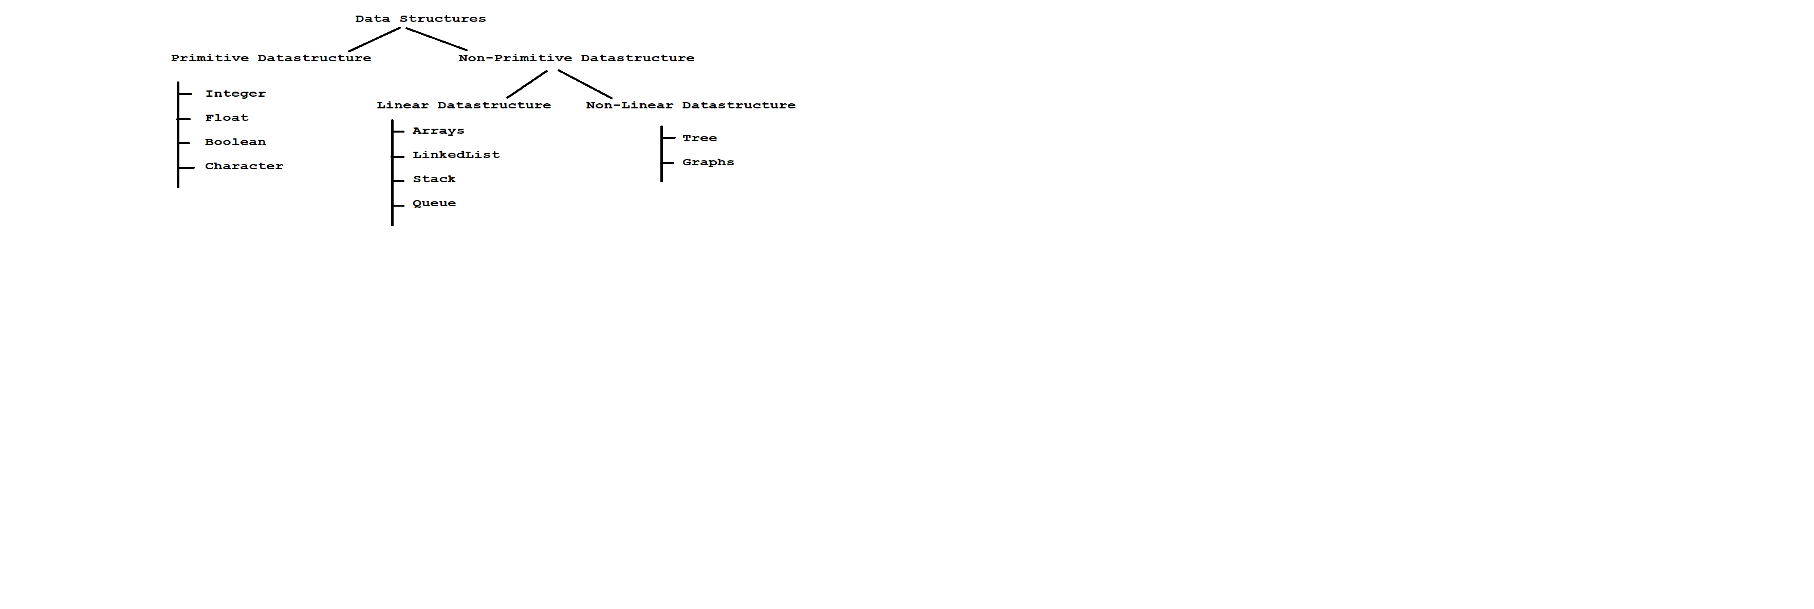 Data Structures
Primitive Datastructure
Non-Primitive Datastructure
Integer
Float
Boolean
Character
Linear Datastructure
Arrays
LinkedList
Stack
Queue
Non-Linear Datastructure
Tree
Graphs